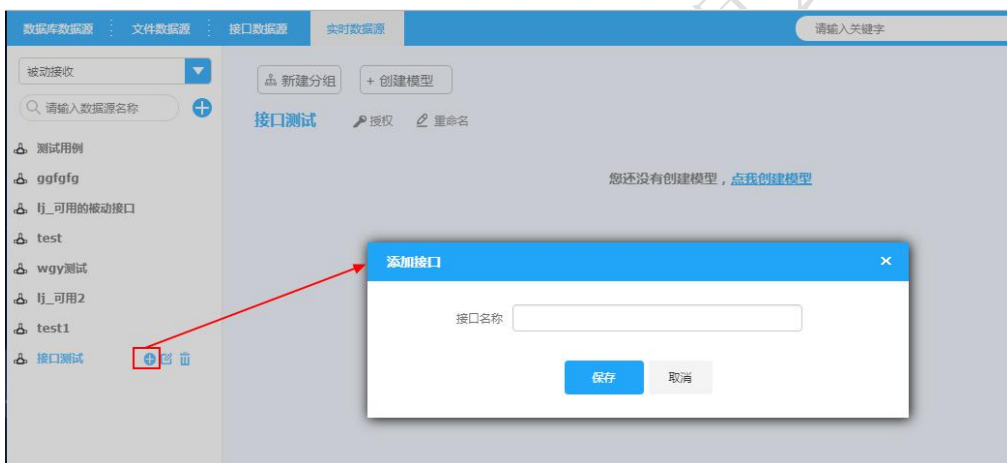 数据库数据源 文件数据源 接口数据源 实时数据源 请输入关键字
被动接收
请输入数据源名称
新建分组 + 创建模型
接口测试 授权 重命名
测试用例
ggfgfg
lj_可用的被动接口
test
wgy测试
lj_可用2
test1
接口测试
您还没有创建模型，点我创建模型
添加接口 ×
接口名称
保存 取消